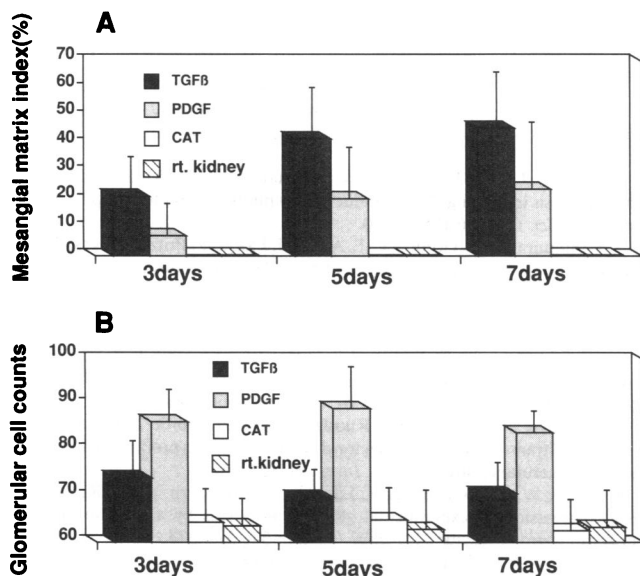 A
Mesangial matrix index(%)
70
60
50
40
30
20
10
0
TGFß
PDGF
CAT
rt. kidney
3days
5days
7days
B
Glomerular cell counts
100
90
80
70
60
TGFß
PDGF
CAT
rt.kidney
3days
5days
7days